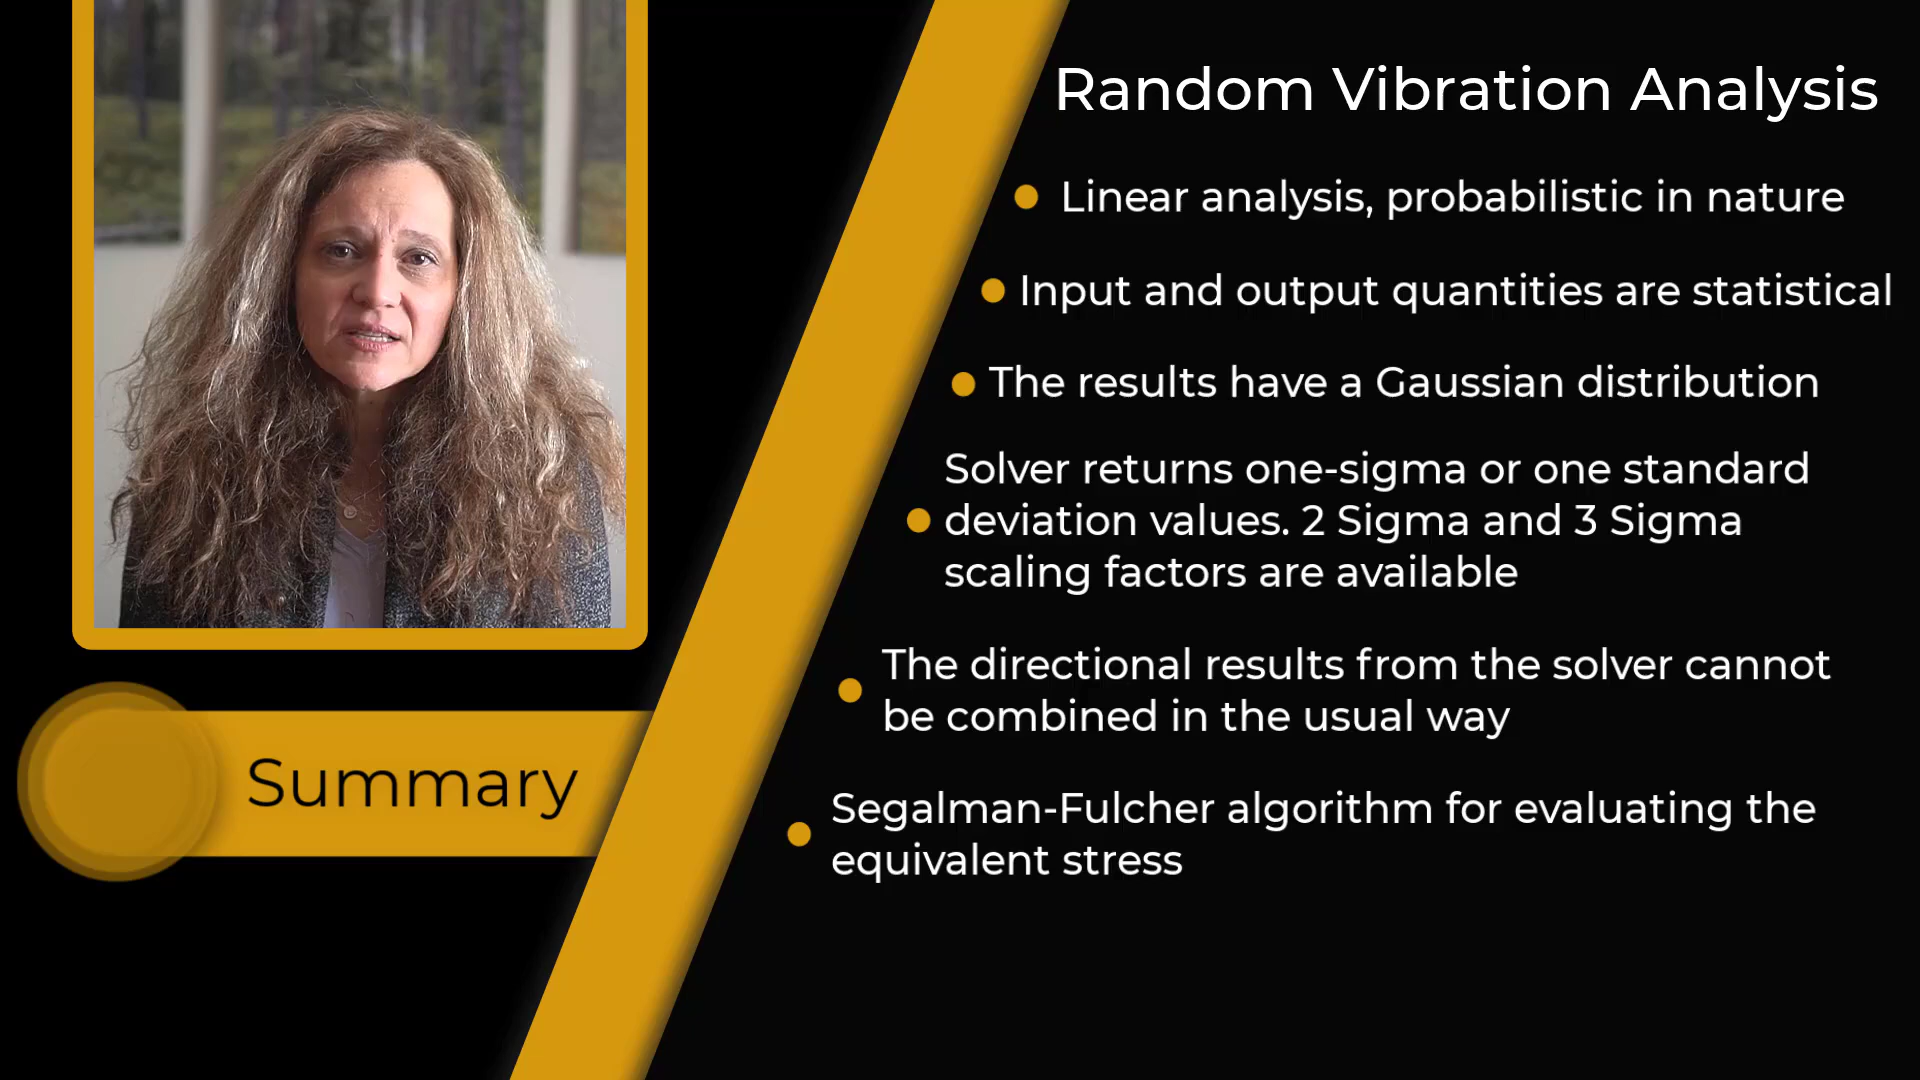 Random Vibration Analysis
Linear analysis, probabilistic in nature
Input and output quantities are statistical
The results have a Gaussian distribution
Solver returns one-sigma or one standard
deviation values. 2 Sigma and 3 Sigma
scaling factors are available
The directional results from the solver cannot
be combined in the usual way
Segalman-Fulcher algorithm for evaluating the
equivalent stress
Summary